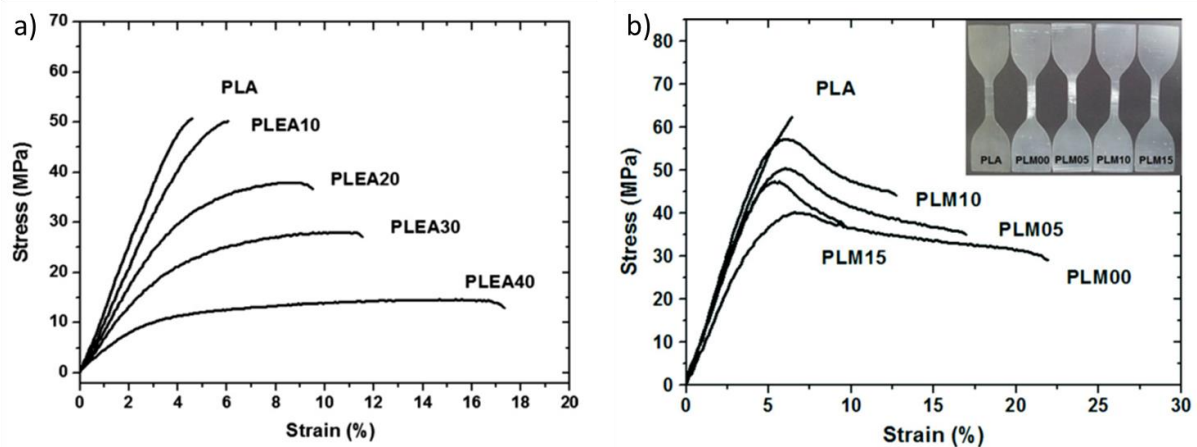 a)
Stress (MPa)
60
50
40
30
20
10
0
PLA
PLEA10
PLEA20
PLEA30
PLEA40
0 2 4 6 8 10 12 14 16 18 20
Strain (%)
b)
Stress (MPa)
80
70
60
50
40
30
20
10
0
PLA
PLM10
PLM05
PLM15
PLM00
PLA PLM00 PLM05 PLM10 PLM15
0 5 10 15 20 25 30
Strain (%)